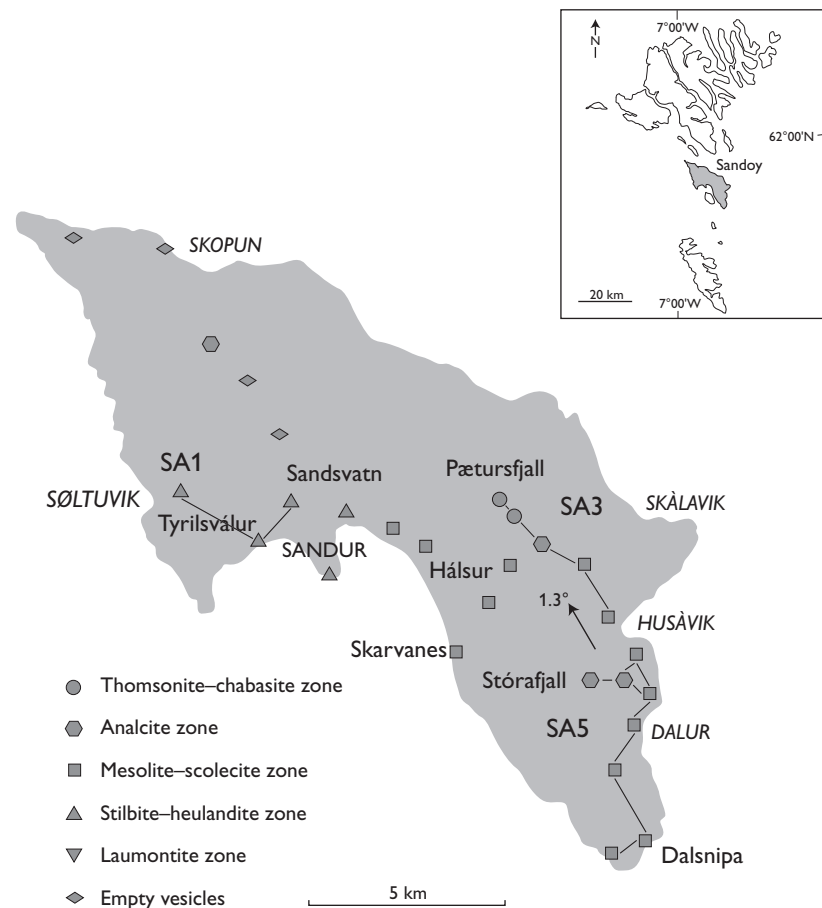 7°00'W
N
62°00'N
Sandoy
20 km
7°00'W
SKOPUN
SA1
Sandsvatn
Pætursfjall
SA3
SØLTUVIK
SKÀLAVIK
Tyrilsválur
SANDUR
Hálsur
1.3°
HUSÀVIK
Skarvanes
Stórafjall
SA5
DALUR
Dalsnipa
Thomsonite–chabasite zone
Analcite zone
Mesolite–scolecite zone
Stilbite–heulandite zone
Laumontite zone
Empty vesicles
5 km